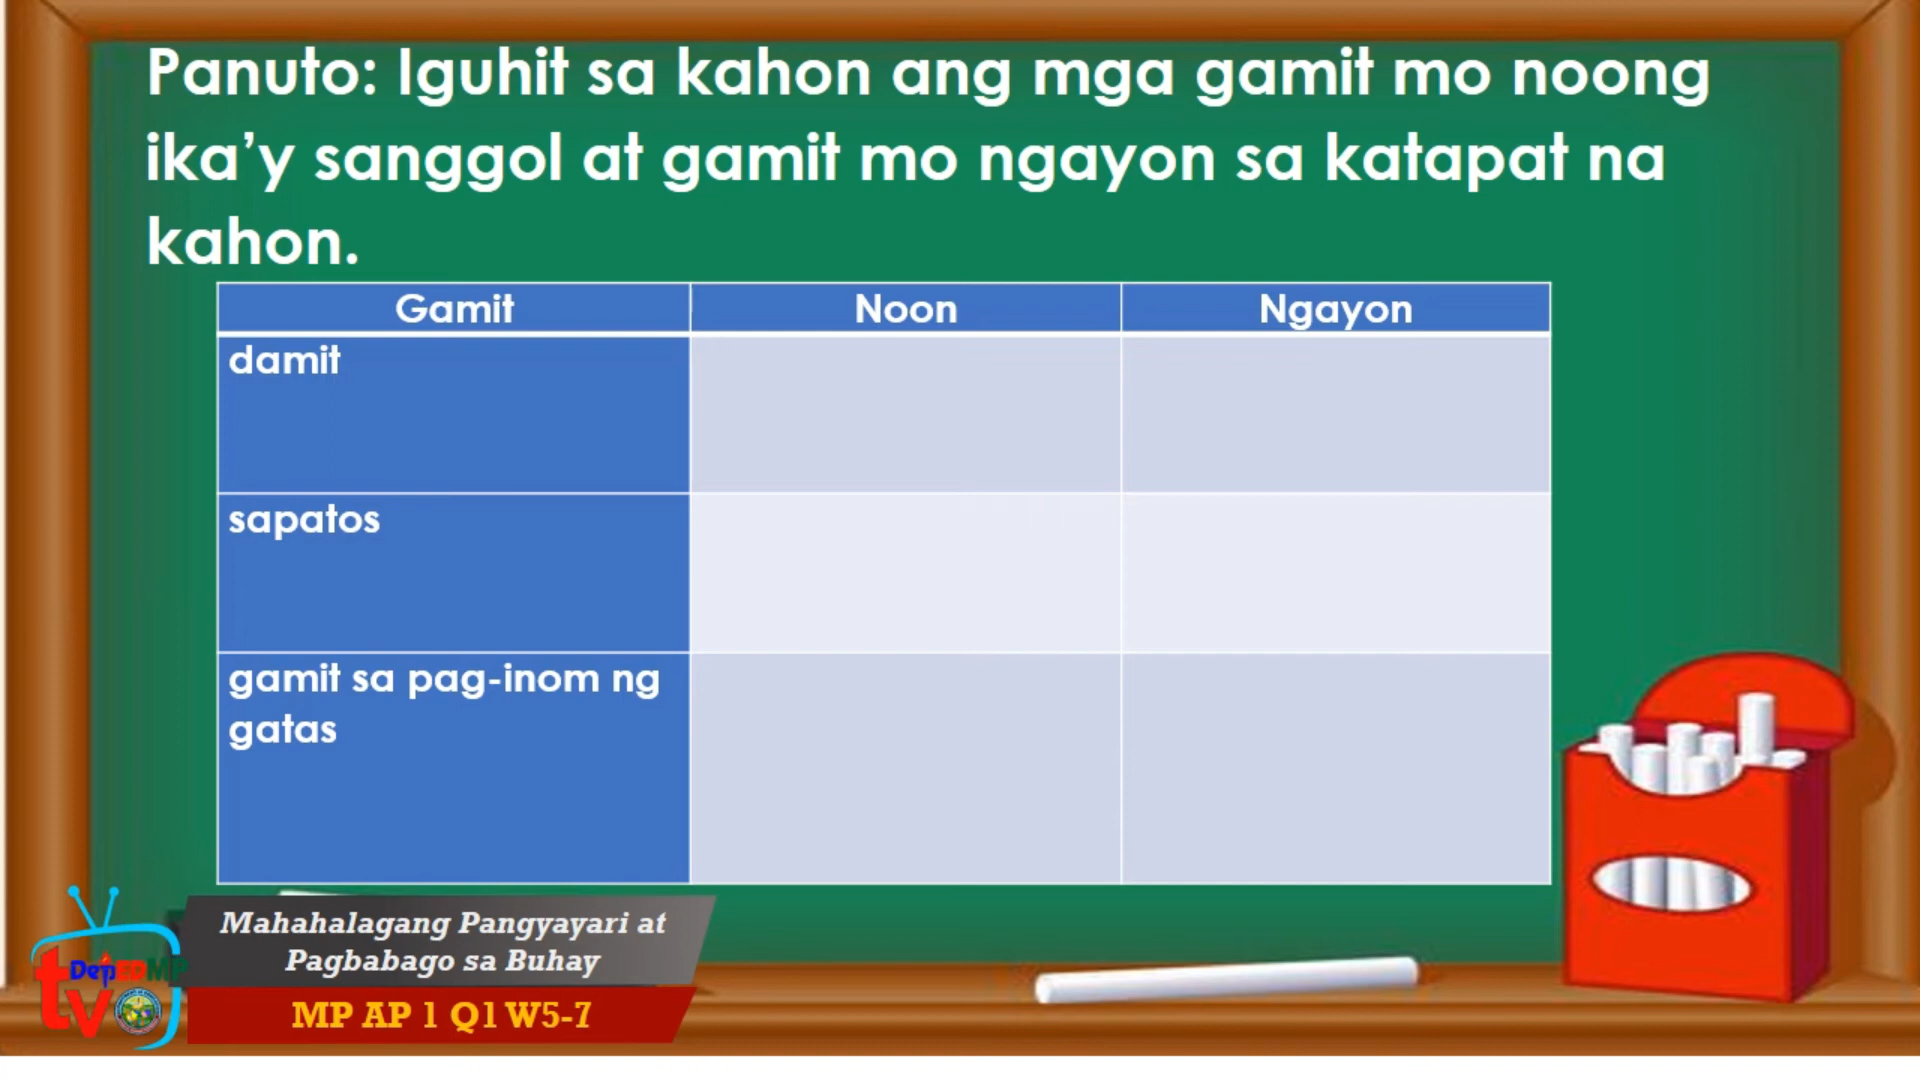 Panuto: Iguhit sa kahon ang mga gamit mo noong
ika’y sanggol at gamit mo ngayon sa katapat na
kahon.
Gamit Noon Ngayon
damit
sapatos
gamit sa pag-inom ng
gatas
Mahahalagang Pangyayari at
Pagbabago sa Buhay
DepEDMP
tv
MP AP 1 Q1 W5-7